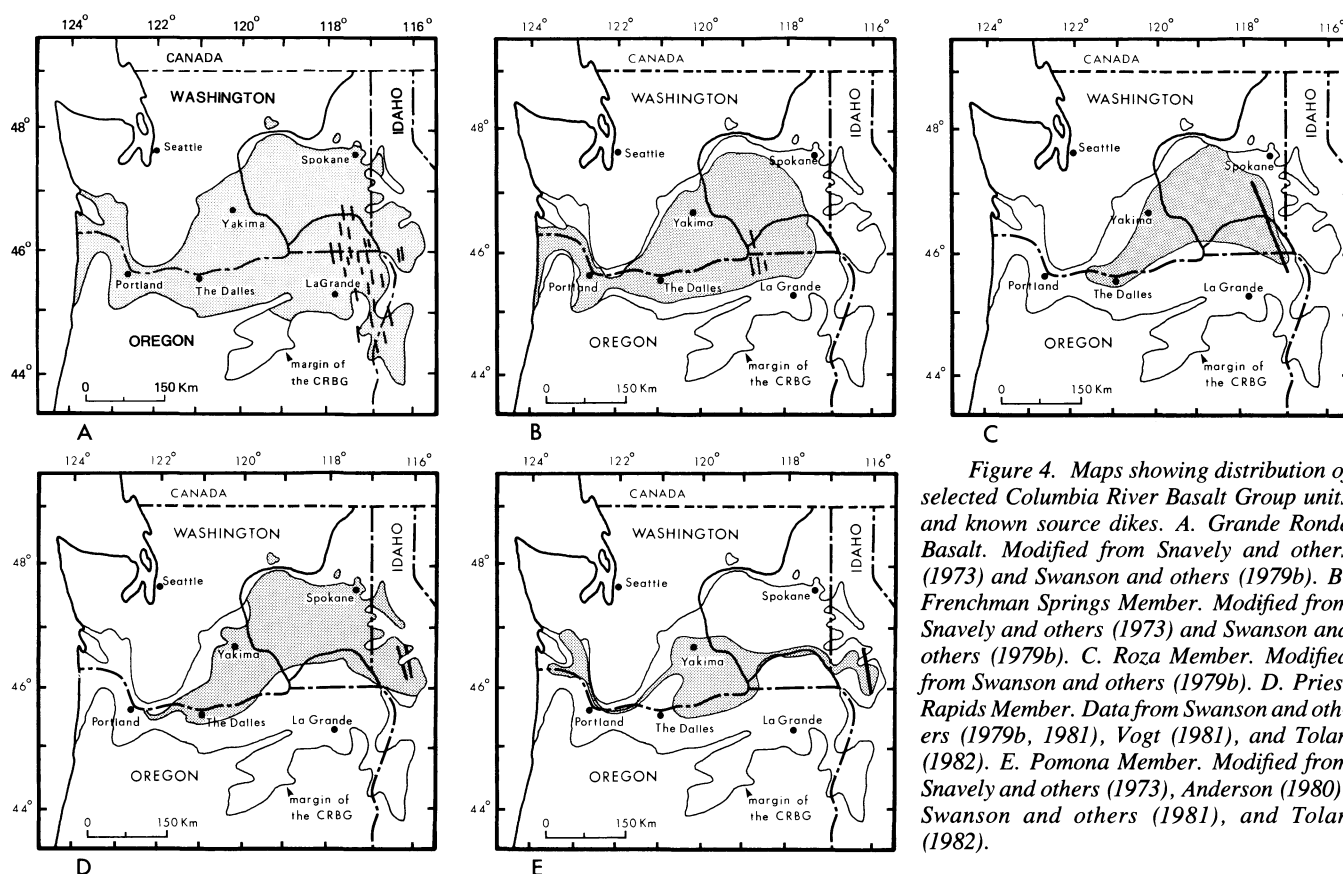 124° 122° 120° 118° 116°
CANADA
WASHINGTON
IDAHO
48°
Seattle
Spokane
Yakima
46°
Portland
The Dalles
LaGrande
OREGON
margin of
the CRBG
44°
0 150 Km
A
124° 122° 120° 118° 116°
CANADA
WASHINGTON
IDAHO
48°
Seattle
Spokane
Yakima
46°
Portland
The Dalles
La Grande
OREGON
margin of
the CRBG
44°
0 150 Km
B
124° 122° 120° 118° 116°
CANADA
WASHINGTON
IDAHO
48°
Seattle
Spokane
Yakima
46°
Portland
The Dalles
La Grande
OREGON
margin of
the CRBG
44°
0 150 Km
C
124° 122° 120° 118° 116°
CANADA
WASHINGTON
IDAHO
48°
Seattle
Spokane
Yakima
46°
Portland
The Dalles
La Grande
OREGON
margin of
the CRBG
44°
0 150 Km
D
124° 122° 120° 118° 116°
CANADA
WASHINGTON
IDAHO
48°
Seattle
Spokane
Yakima
46°
Portland
The Dalles
La Grande
OREGON
margin of
the CRBG
44°
0 150 Km
E
Figure 4. Maps showing distribution o
selected Columbia River Basalt Group unit
and known source dikes. A. Grande Rond
Basalt. Modified from Snavely and other
(1973) and Swanson and others (1979b). B
Frenchman Springs Member. Modified from
Snavely and others (1973) and Swanson and
others (1979b). C. Roza Member. Modified
from Swanson and others (1979b). D. Pries
Rapids Member. Data from Swanson and oth-
ers (1979b, 1981), Vogt (1981), and Tolan
(1982). E. Pomona Member. Modified from
Snavely and others (1973), Anderson (1980)
Swanson and others (1981), and Tolan
(1982).